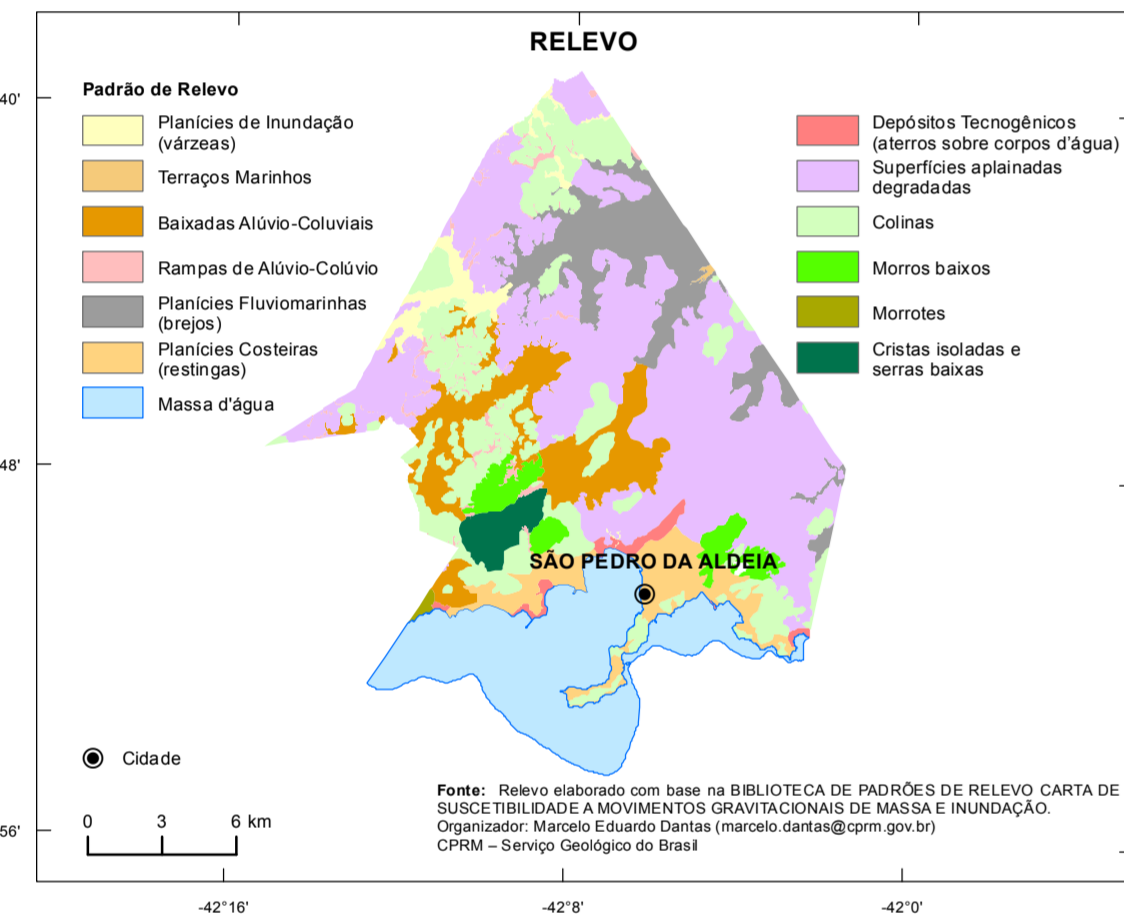 RELEVO
Padrão de Relevo
Planícies de Inundação
(várzeas)
Terraços Marinhos
Baixadas Alúvio-Coluviais
Rampas de Alúvio-Colúvio
Planícies Fluviomarinhas
(brejos)
Planícies Costeiras
(restingas)
Massa d'água
Depósitos Tecnogênicos
(aterros sobre corpos d'água)
Superfícies aplainadas
degradadas
Colinas
Morros baixos
Morrotes
Cristas isoladas e
serras baixas
40'
48'
56'
SÃO PEDRO DA ALDEIA
Cidade
0 3 6 km
Fonte: Relevo elaborado com base na BIBLIOTECA DE PADRÕES DE RELEVO CARTA DE
SUSCETIBILIDADE A MOVIMENTOS GRAVITACIONAIS DE MASSA E INUNDAÇÃO.
Organizador: Marcelo Eduardo Dantas (marcelo.dantas@cprm.gov.br)
CPRM – Serviço Geológico do Brasil
-42°16' -42°8' -42°0'